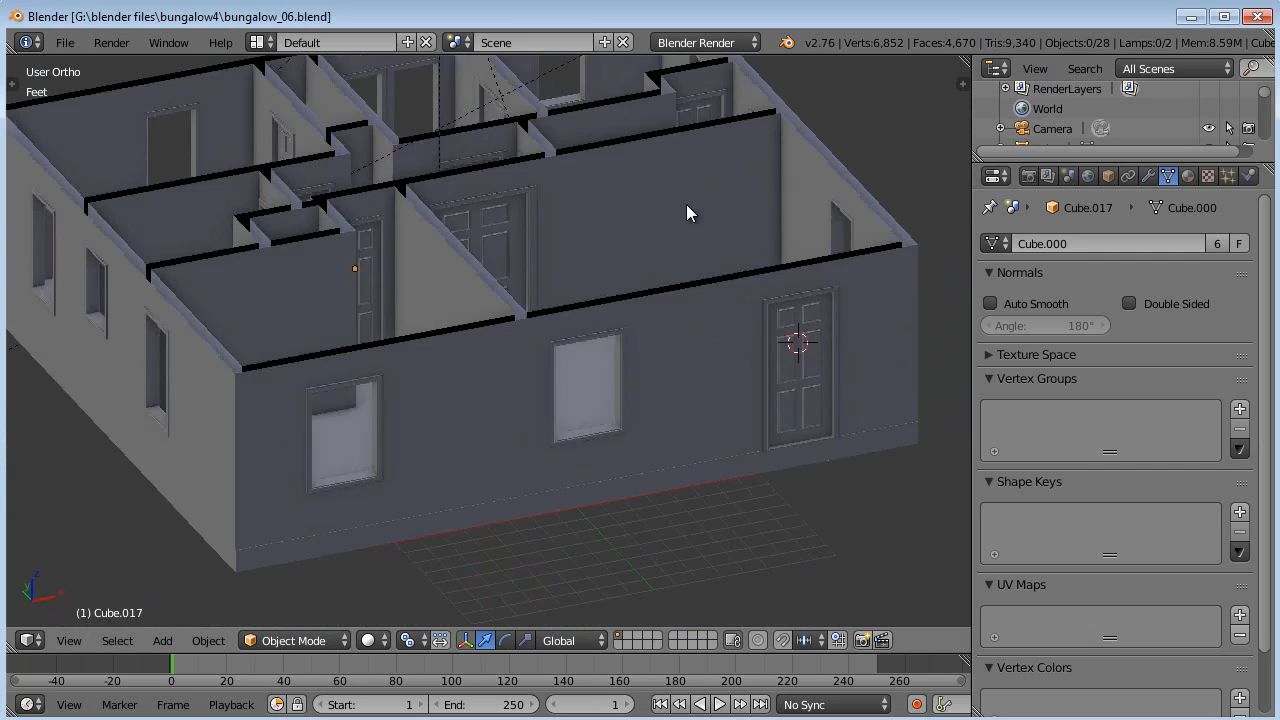 Blender [G:\blender files\bungalow4\bungalow_06.blend]
File Render Window Help Default Scene Blender Render v2.76 | Verts:6,852 | Faces:4,670 | Tris:9,340 | Objects:0/28 | Lamps:0/2 | Mem:8.59M | Cube
View Search All Scenes
User Ortho
Feet
RenderLayers
World
Camera
Cube.017 Cube.000
Cube.000 6 F
Normals
Auto Smooth Double Sided
Angle: 180°
Texture Space
Vertex Groups
Shape Keys
UV Maps
Vertex Colors
z
y
x
(1) Cube.017
View Select Add Object Object Mode Global
-40 -20 0 20 40 60 80 100 120 140 160 180 200 220 240 260
View Marker Frame Playback Start: 1 End: 250 1 No Sync